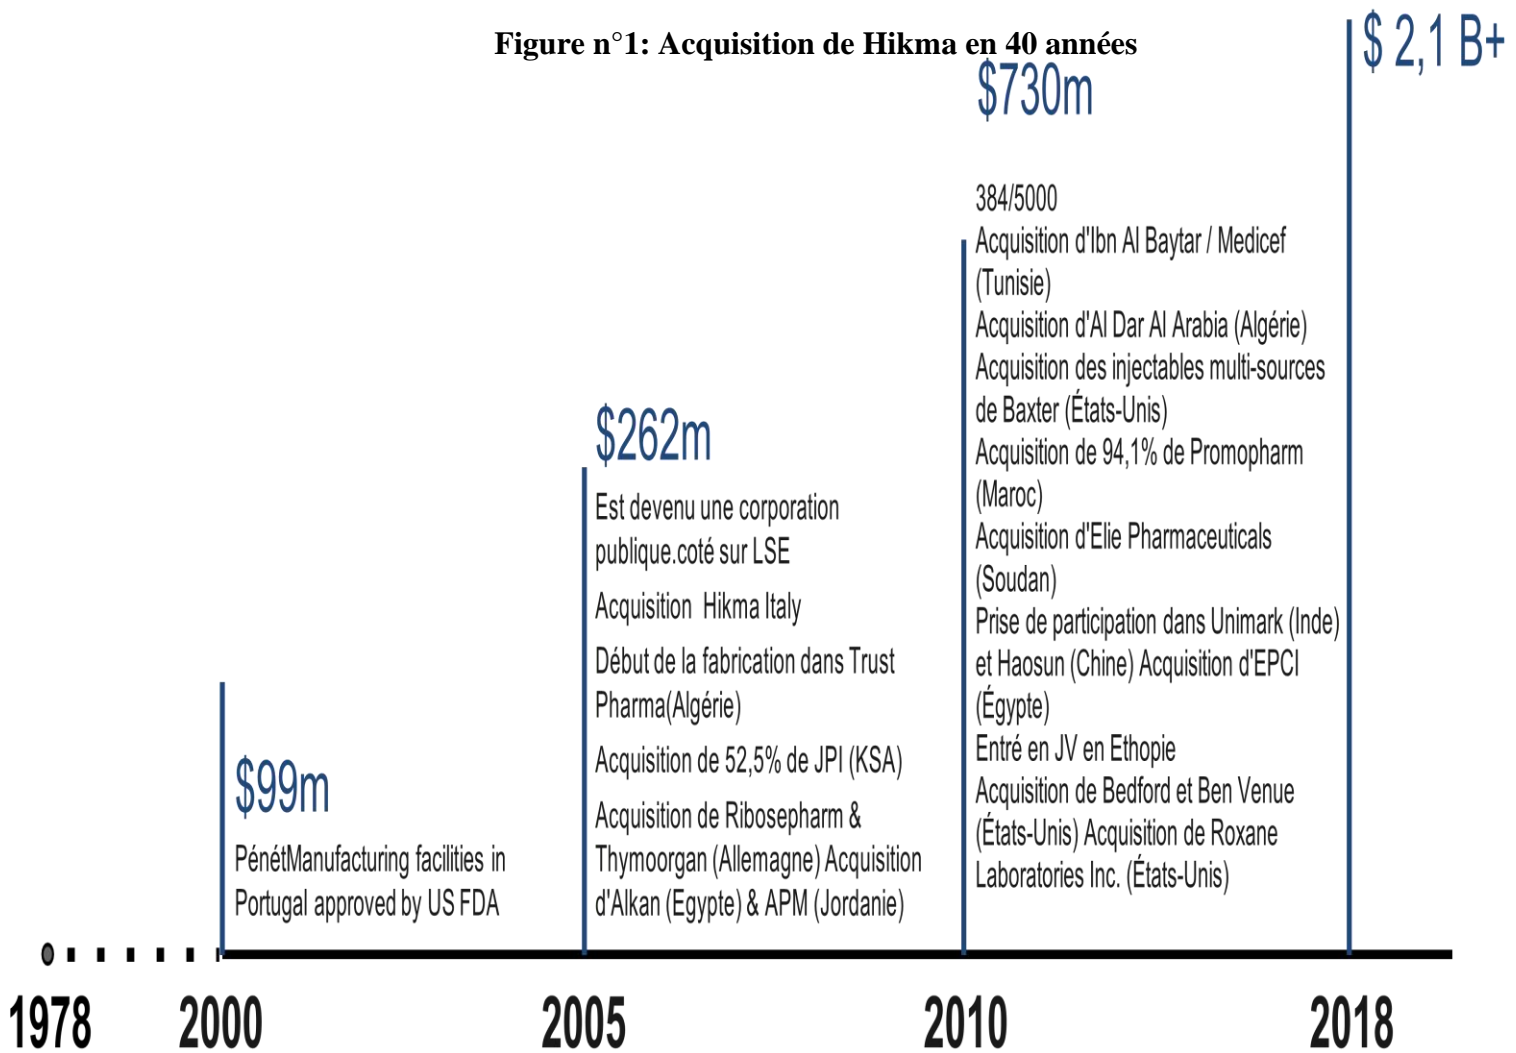 Figure n°1: Acquisition de Hikma en 40 années
$ 2,1 B+
$730m
384/5000
Acquisition d'Ibn Al Baytar / Medicef
(Tunisie)
Acquisition d'Al Dar Al Arabia (Algérie)
Acquisition des injectables multi-sources
de Baxter (États-Unis)
Acquisition de 94,1% de Promopharm
(Maroc)
Acquisition d'Elie Pharmaceuticals
(Soudan)
Prise de participation dans Unimark (Inde)
et Haosun (Chine) Acquisition d'EPCI
(Égypte)
Entré en JV en Ethopie
Acquisition de Bedford et Ben Venue
(États-Unis) Acquisition de Roxane
Laboratories Inc. (États-Unis)
$262m
Est devenu une corporation
publique.coté sur LSE
Acquisition Hikma Italy
Début de la fabrication dans Trust
Pharma(Algérie)
Acquisition de 52,5% de JPI (KSA)
Acquisition de Ribosepharm &
Thymoorgan (Allemagne) Acquisition
d'Alkan (Egypte) & APM (Jordanie)
$99m
PénétManufacturing facilities in
Portugal approved by US FDA
1978 2000 2005 2010 2018